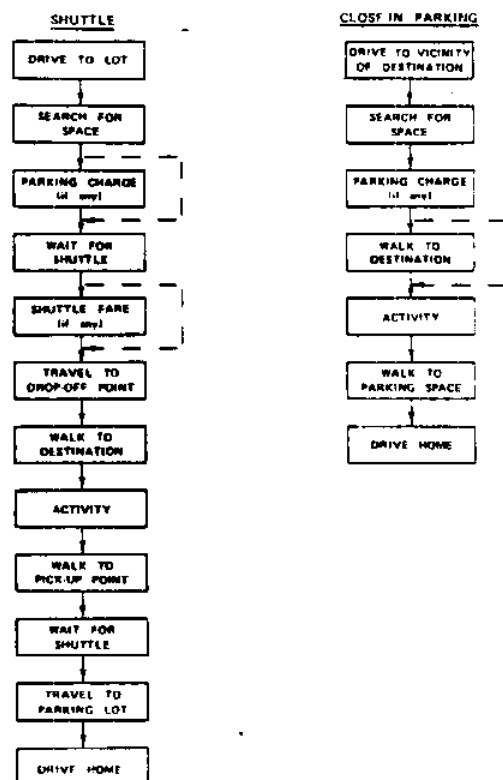 SHUTTLE
DRIVE TO LOT
SEARCH FOR
SPACE
PARKING CHARGE
(if any)
WAIT FOR
SHUTTLE
SHUTTLE FARE
(if any)
TRAVEL TO
DROP-OFF POINT
WALK TO
DESTINATION
ACTIVITY
WALK TO
PICK-UP POINT
WAIT FOR
SHUTTLE
TRAVEL TO
PARKING LOT
DRIVE HOME
CLOSE IN PARKING
DRIVE TO VICINITY
OF DESTINATION
SEARCH FOR
SPACE
PARKING CHARGE
(if any)
WALK TO
DESTINATION
ACTIVITY
WALK TO
PARKING SPACE
DRIVE HOME